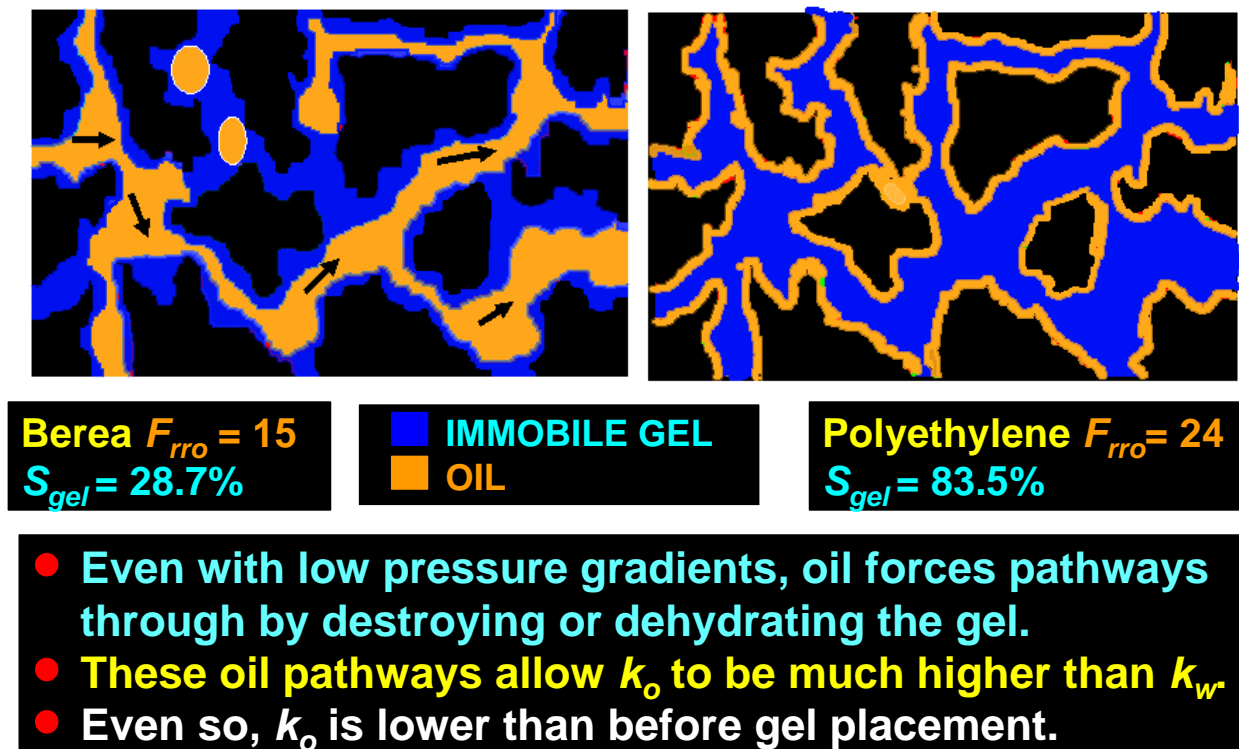 Berea Frro = 15
Sgel = 28.7%
IMMOBILE GEL
OIL
Polyethylene Frro= 24
Sgel = 83.5%
• Even with low pressure gradients, oil forces pathways
through by destroying or dehydrating the gel.
• These oil pathways allow ko to be much higher than kw.
• Even so, ko is lower than before gel placement.